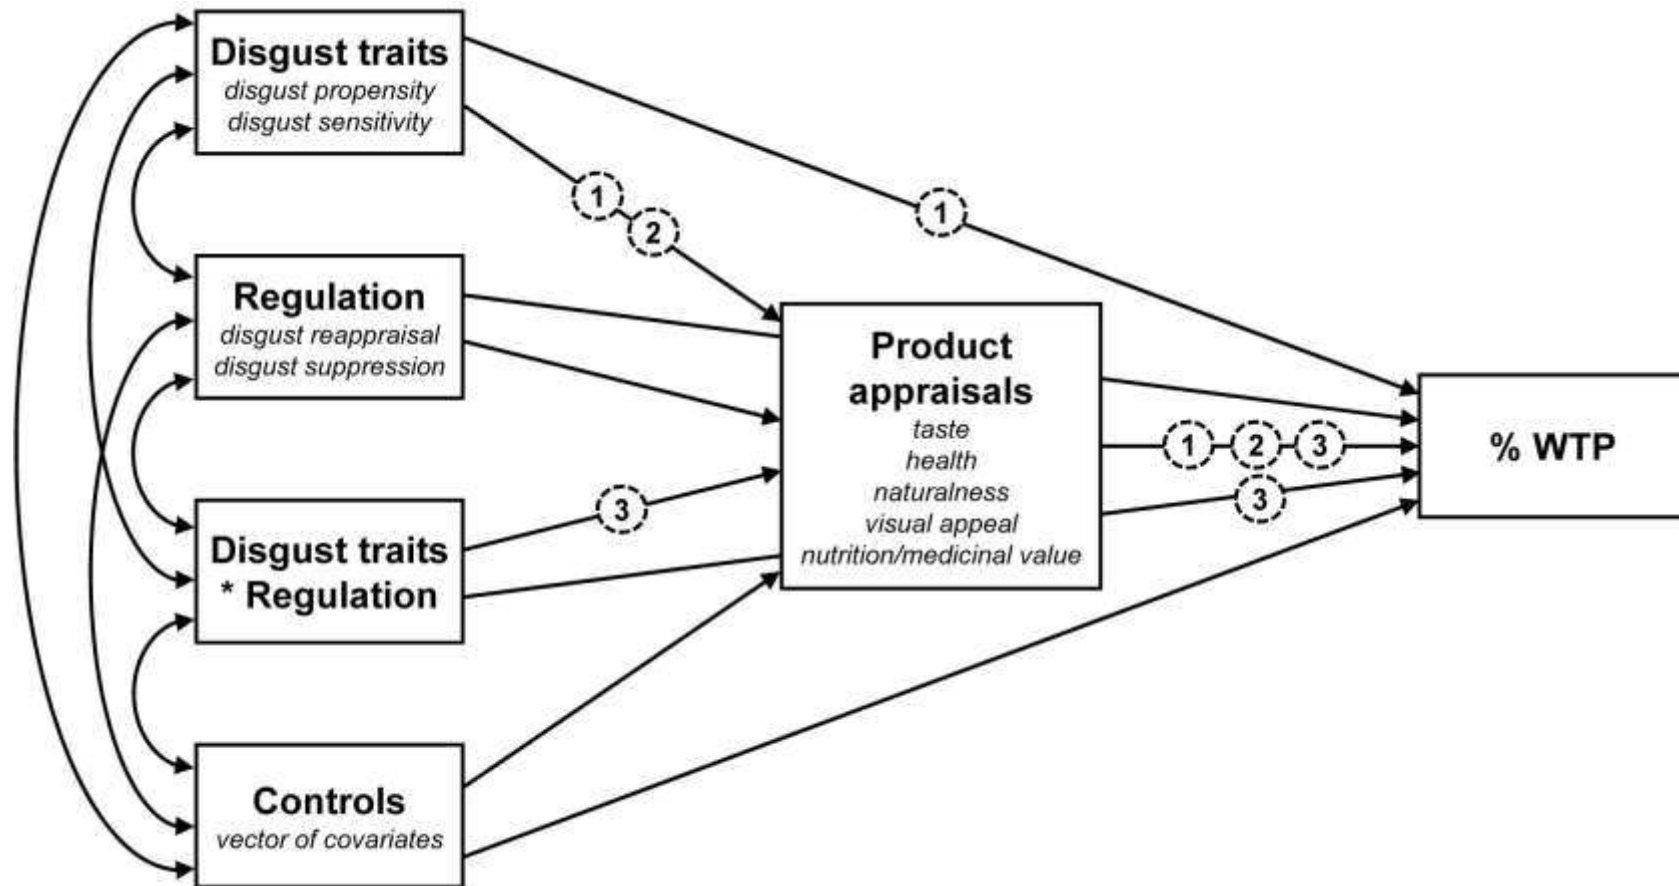 Disgust traits
disgust propensity
disgust sensitivity
1
2
1
Regulation
disgust reappraisal
disgust suppression
Product
appraisals
taste
health
naturalness
visual appeal
nutrition/medicinal value
1 2 3
3
% WTP
3
Disgust traits
* Regulation
Controls
vector of covariates